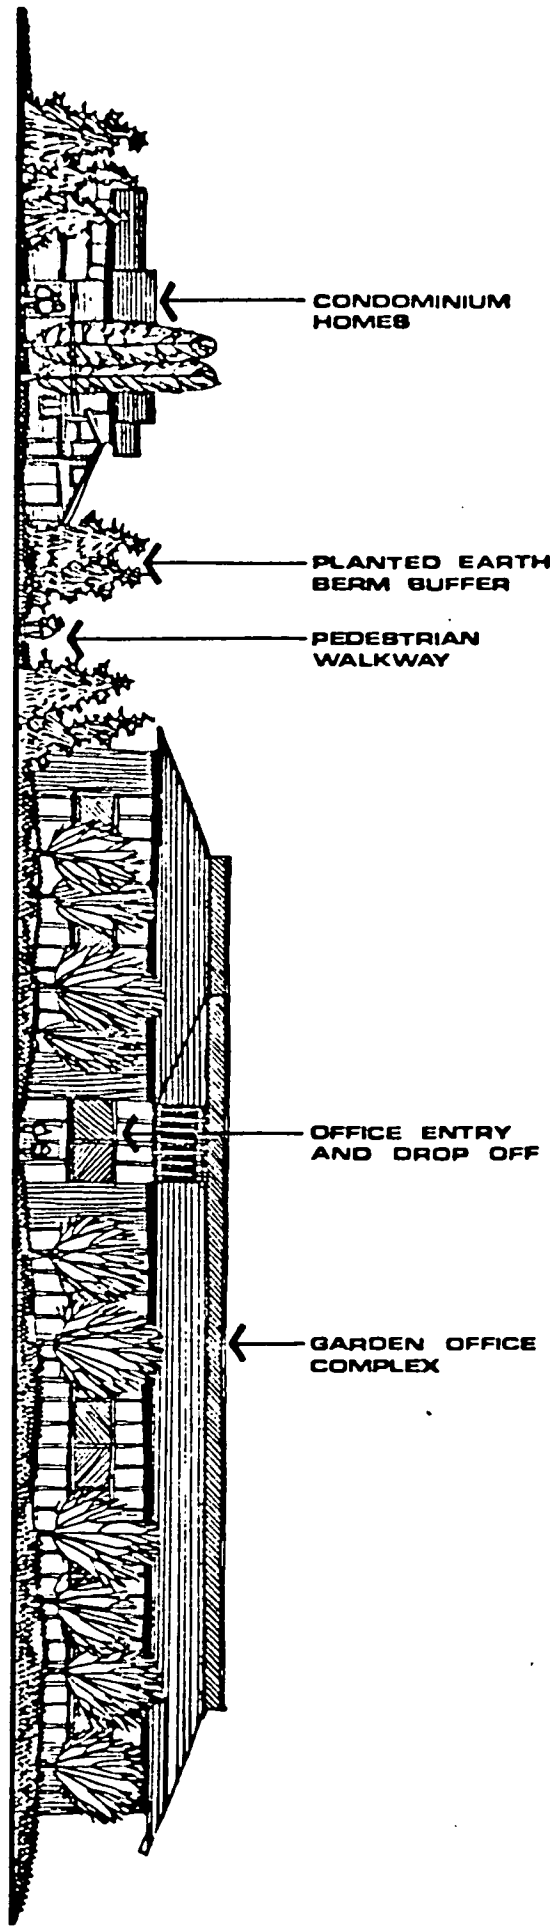 CONDOMINIUM
HOMES
PLANTED EARTH
BERM BUFFER
PEDESTRIAN
WALKWAY
OFFICE ENTRY
AND DROP OFF
GARDEN OFFICE
COMPLEX